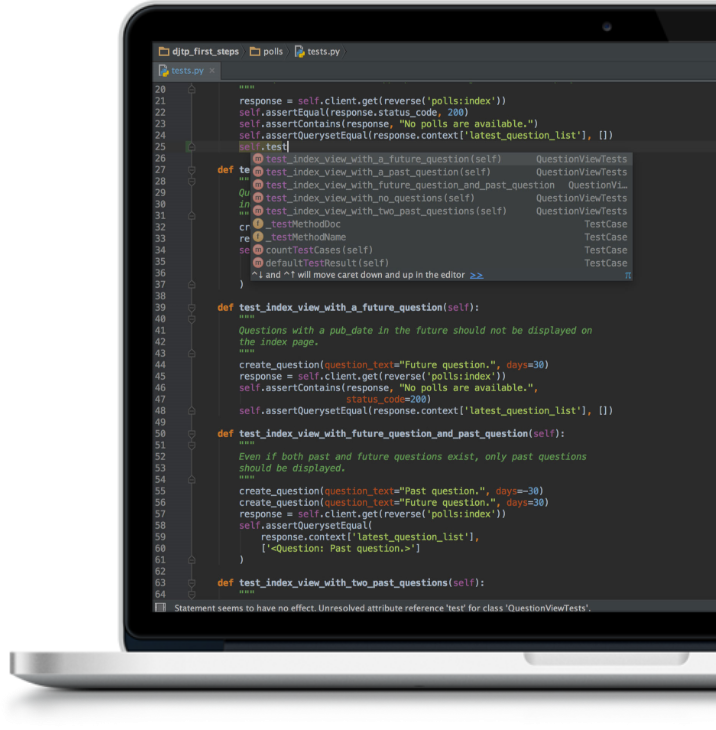 djtp_first_steps polls tests.py
tests.py ×
20 """
21 response = self.client.get(reverse('polls:index'))
22 self.assertEqual(response.status_code, 200)
23 self.assertContains(response, "No polls are available.")
24 self.assertQuerysetEqual(response.context['latest_question_list'], [])
25 self.test
26 m test_index_view_with_a_future_question(self) QuestionViewTests
27 def te m test_index_view_with_a_past_question(self) QuestionViewTests
28 "" m test_index_view_with_future_question_and_past_question QuestionVi…
29 Qu m test_index_view_with_no_questions(self) QuestionViewTests
30 in m test_index_view_with_two_past_questions(self) QuestionViewTests
31 "" f _testMethodDoc TestCase
32 cr f _testMethodName TestCase
33 re m countTestCases(self) TestCase
34 se m defaultTestResult(self) TestCase
35 ^↓ and ^↑ will move caret down and up in the editor >> π
36
37 )
38
39 def test_index_view_with_a_future_question(self):
40 """
41 Questions with a pub_date in the future should not be displayed on
42 the index page.
43 """
44 create_question(question_text="Future question.", days=30)
45 response = self.client.get(reverse('polls:index'))
46 self.assertContains(response, "No polls are available.",
47 status_code=200)
48 self.assertQuerysetEqual(response.context['latest_question_list'], [])
49
50 def test_index_view_with_future_question_and_past_question(self):
51 """
52 Even if both past and future questions exist, only past questions
53 should be displayed.
54 """
55 create_question(question_text="Past question.", days=-30)
56 create_question(question_text="Future question.", days=30)
57 response = self.client.get(reverse('polls:index'))
58 self.assertQuerysetEqual(
59 response.context['latest_question_list'],
60 ['<Question: Past question.>']
61 )
62
63 def test_index_view_with_two_past_questions(self):
64 """
Statement seems to have no effect. Unresolved attribute reference 'test' for class 'QuestionViewTests'.